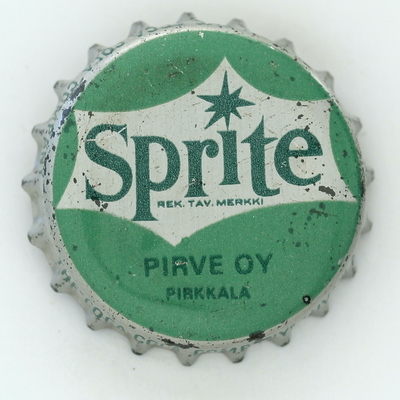 Sprite
REK. TAV. MERKKI
PIRVE OY
PIRKKALA